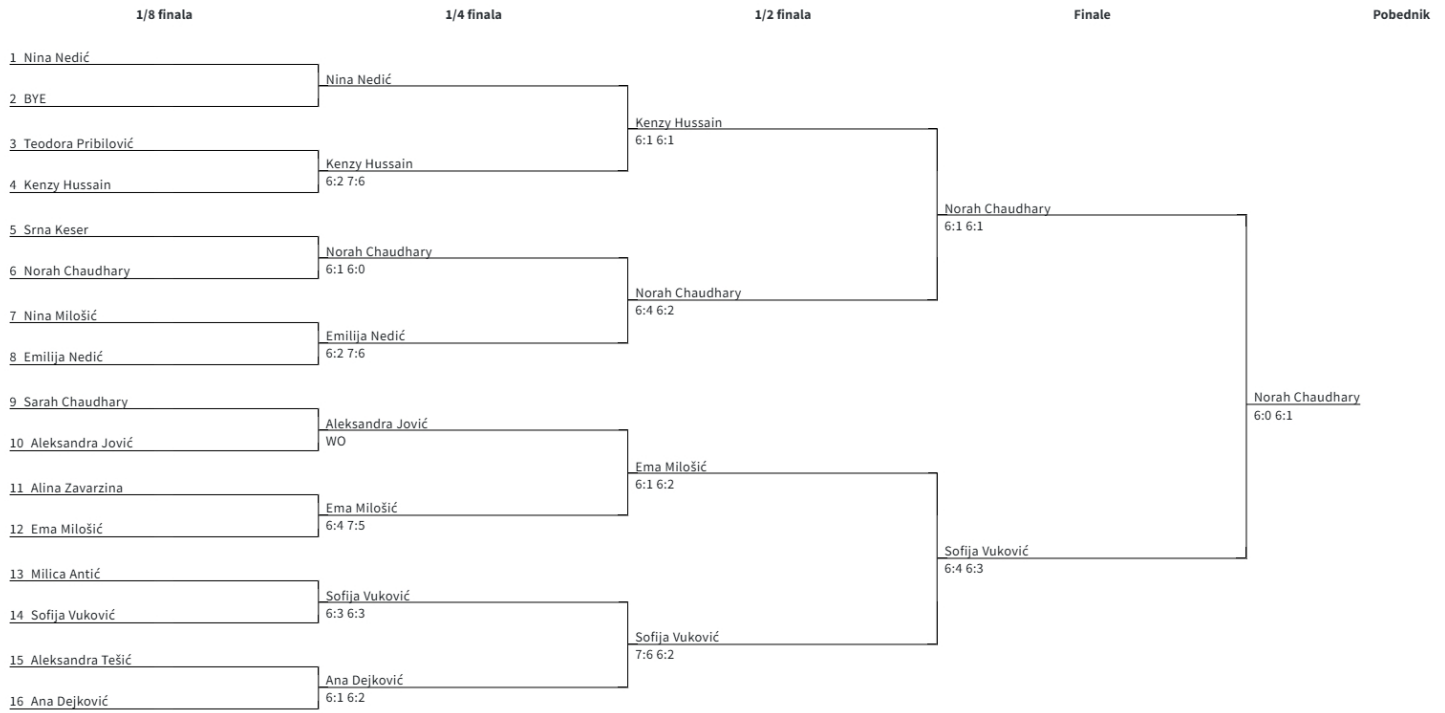 1/8 finala
1/4 finala
1/2 finala
Finale
Pobednik
1 Nina Nedić
2 BYE
3 Teodora Pribilović
4 Kenzy Hussain
5 Srna Keser
6 Norah Chaudhary
7 Nina Milošić
8 Emilija Nedić
9 Sarah Chaudhary
10 Aleksandra Jović
11 Alina Zavarzina
12 Ema Milošić
13 Milica Antić
14 Sofija Vuković
15 Aleksandra Tešić
16 Ana Dejković
Nina Nedić
Kenzy Hussain
6:2 7:6
Norah Chaudhary
6:1 6:0
Emilija Nedić
6:2 7:6
Aleksandra Jović
WO
Ema Milošić
6:4 7:5
Sofija Vuković
6:3 6:3
Ana Dejković
6:1 6:2
Kenzy Hussain
6:1 6:1
Norah Chaudhary
6:4 6:2
Ema Milošić
6:1 6:2
Sofija Vuković
7:6 6:2
Norah Chaudhary
6:1 6:1
Sofija Vuković
6:4 6:3
Norah Chaudhary
6:0 6:1